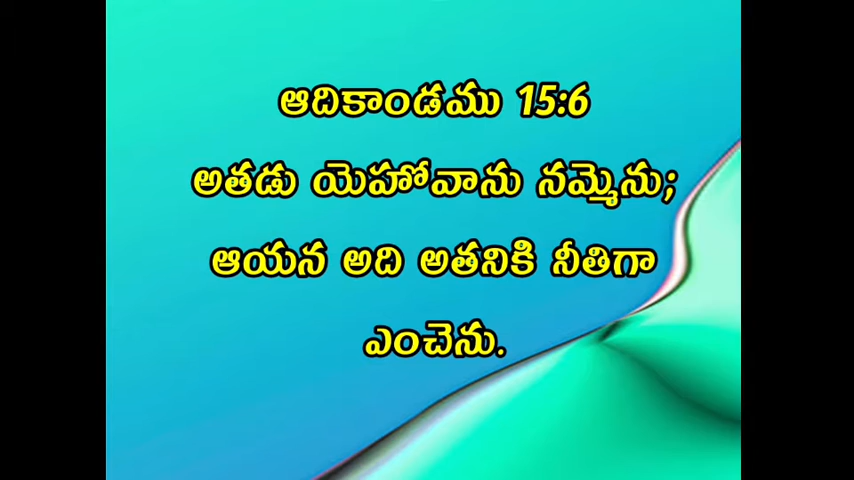 ఆదికాండము 15:6
అతడు యెహోవాను నమ్మెను;
ఆయన అది అతనికి నీతిగా
ఎంచెను.